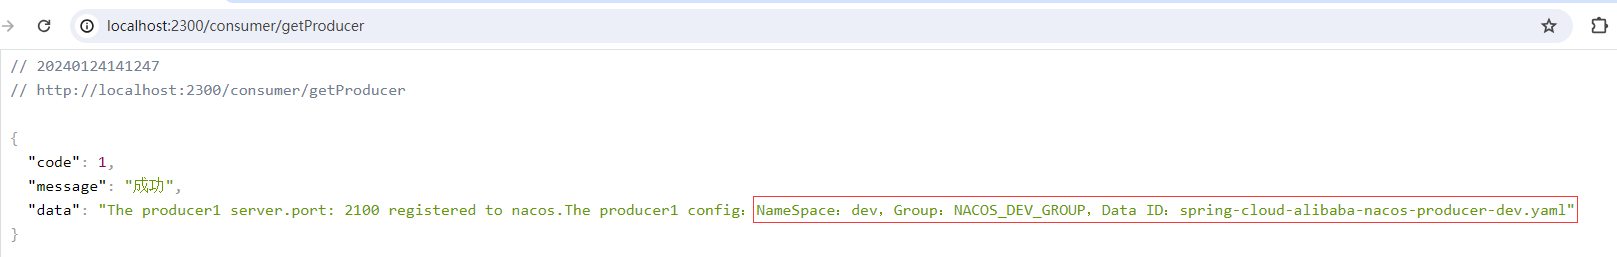 localhost:2300/consumer/getProducer
// 20240124141247
// http://localhost:2300/consumer/getProducer
{
"code": 1,
"message": "成功",
"data": "The producer1 server.port: 2100 registered to nacos.The producer1 config：NameSpace：dev，Group：NACOS_DEV_GROUP，Data ID：spring-cloud-alibaba-nacos-producer-dev.yaml"
}